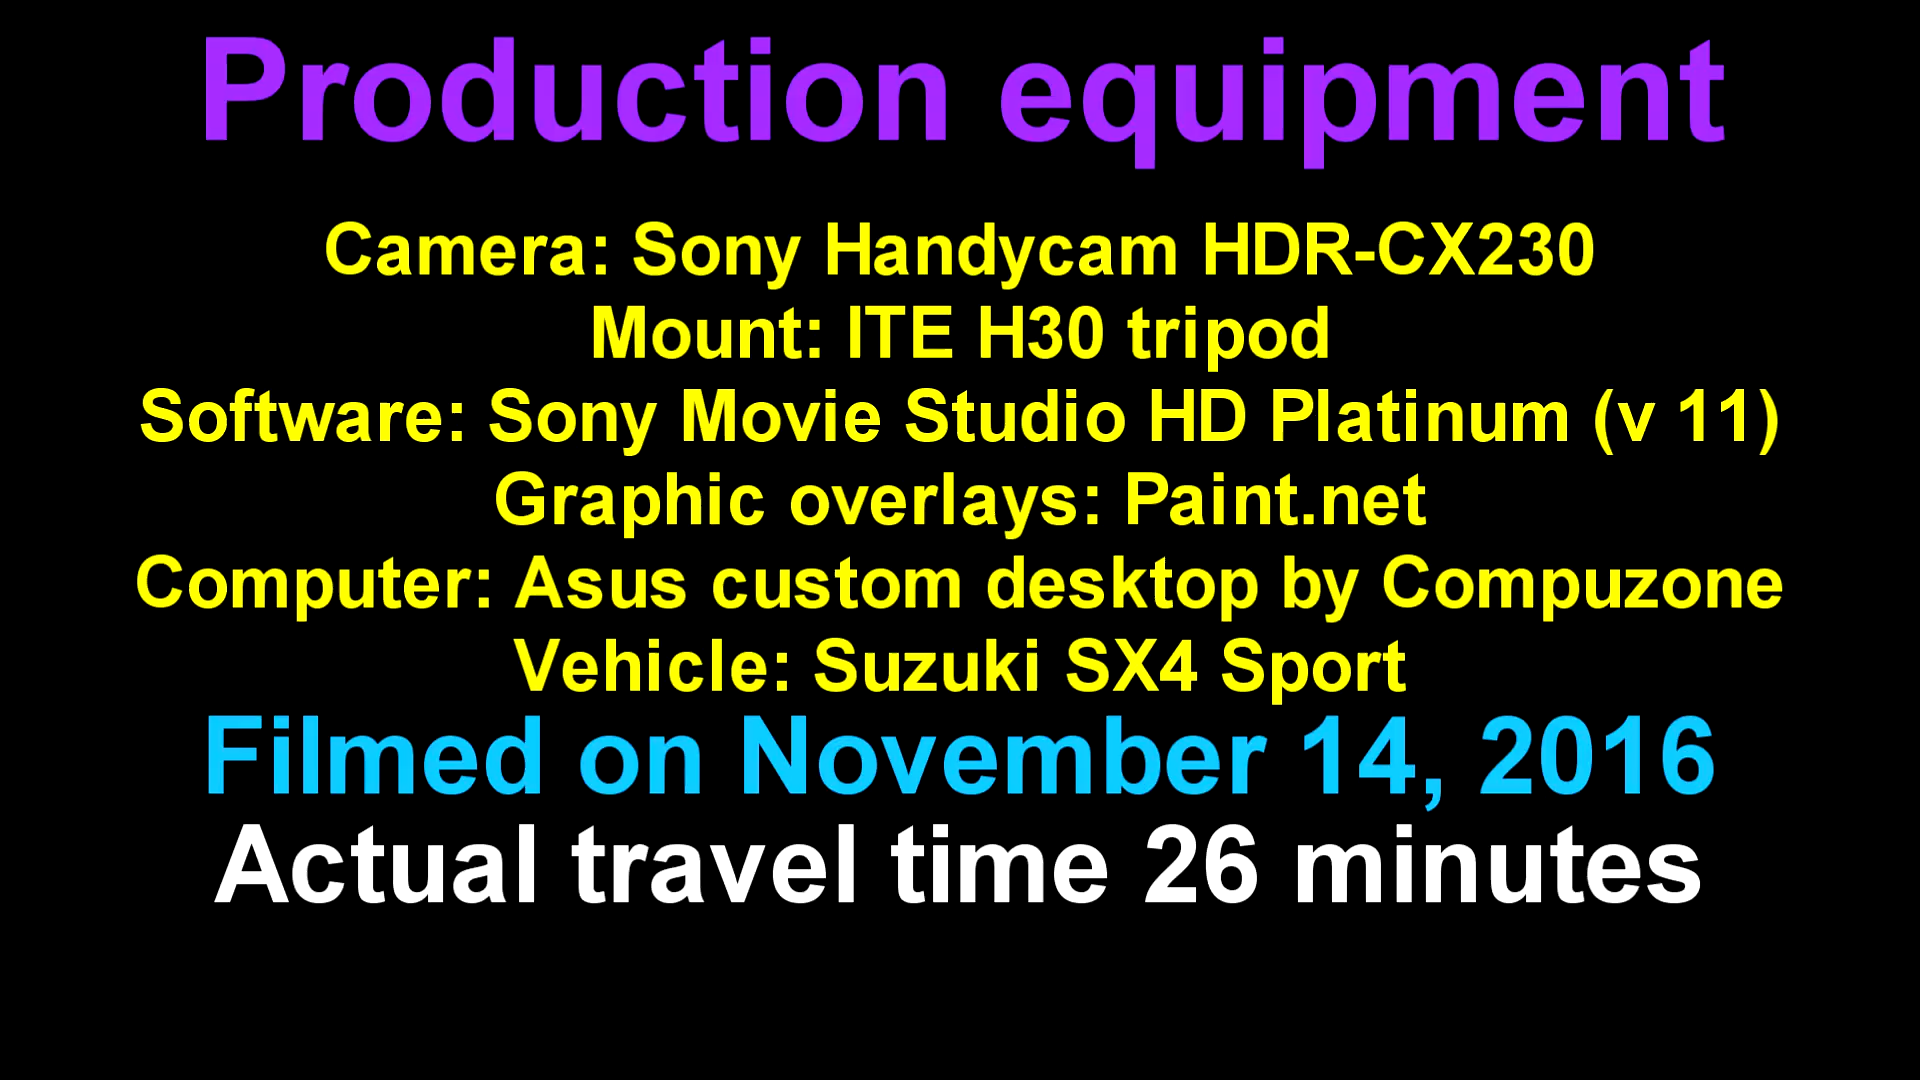 Production equipment
Camera: Sony Handycam HDR-CX230
Mount: ITE H30 tripod
Software: Sony Movie Studio HD Platinum (v 11)
Graphic overlays: Paint.net
Computer: Asus custom desktop by Compuzone
Vehicle: Suzuki SX4 Sport
Filmed on November 14, 2016
Actual travel time 26 minutes